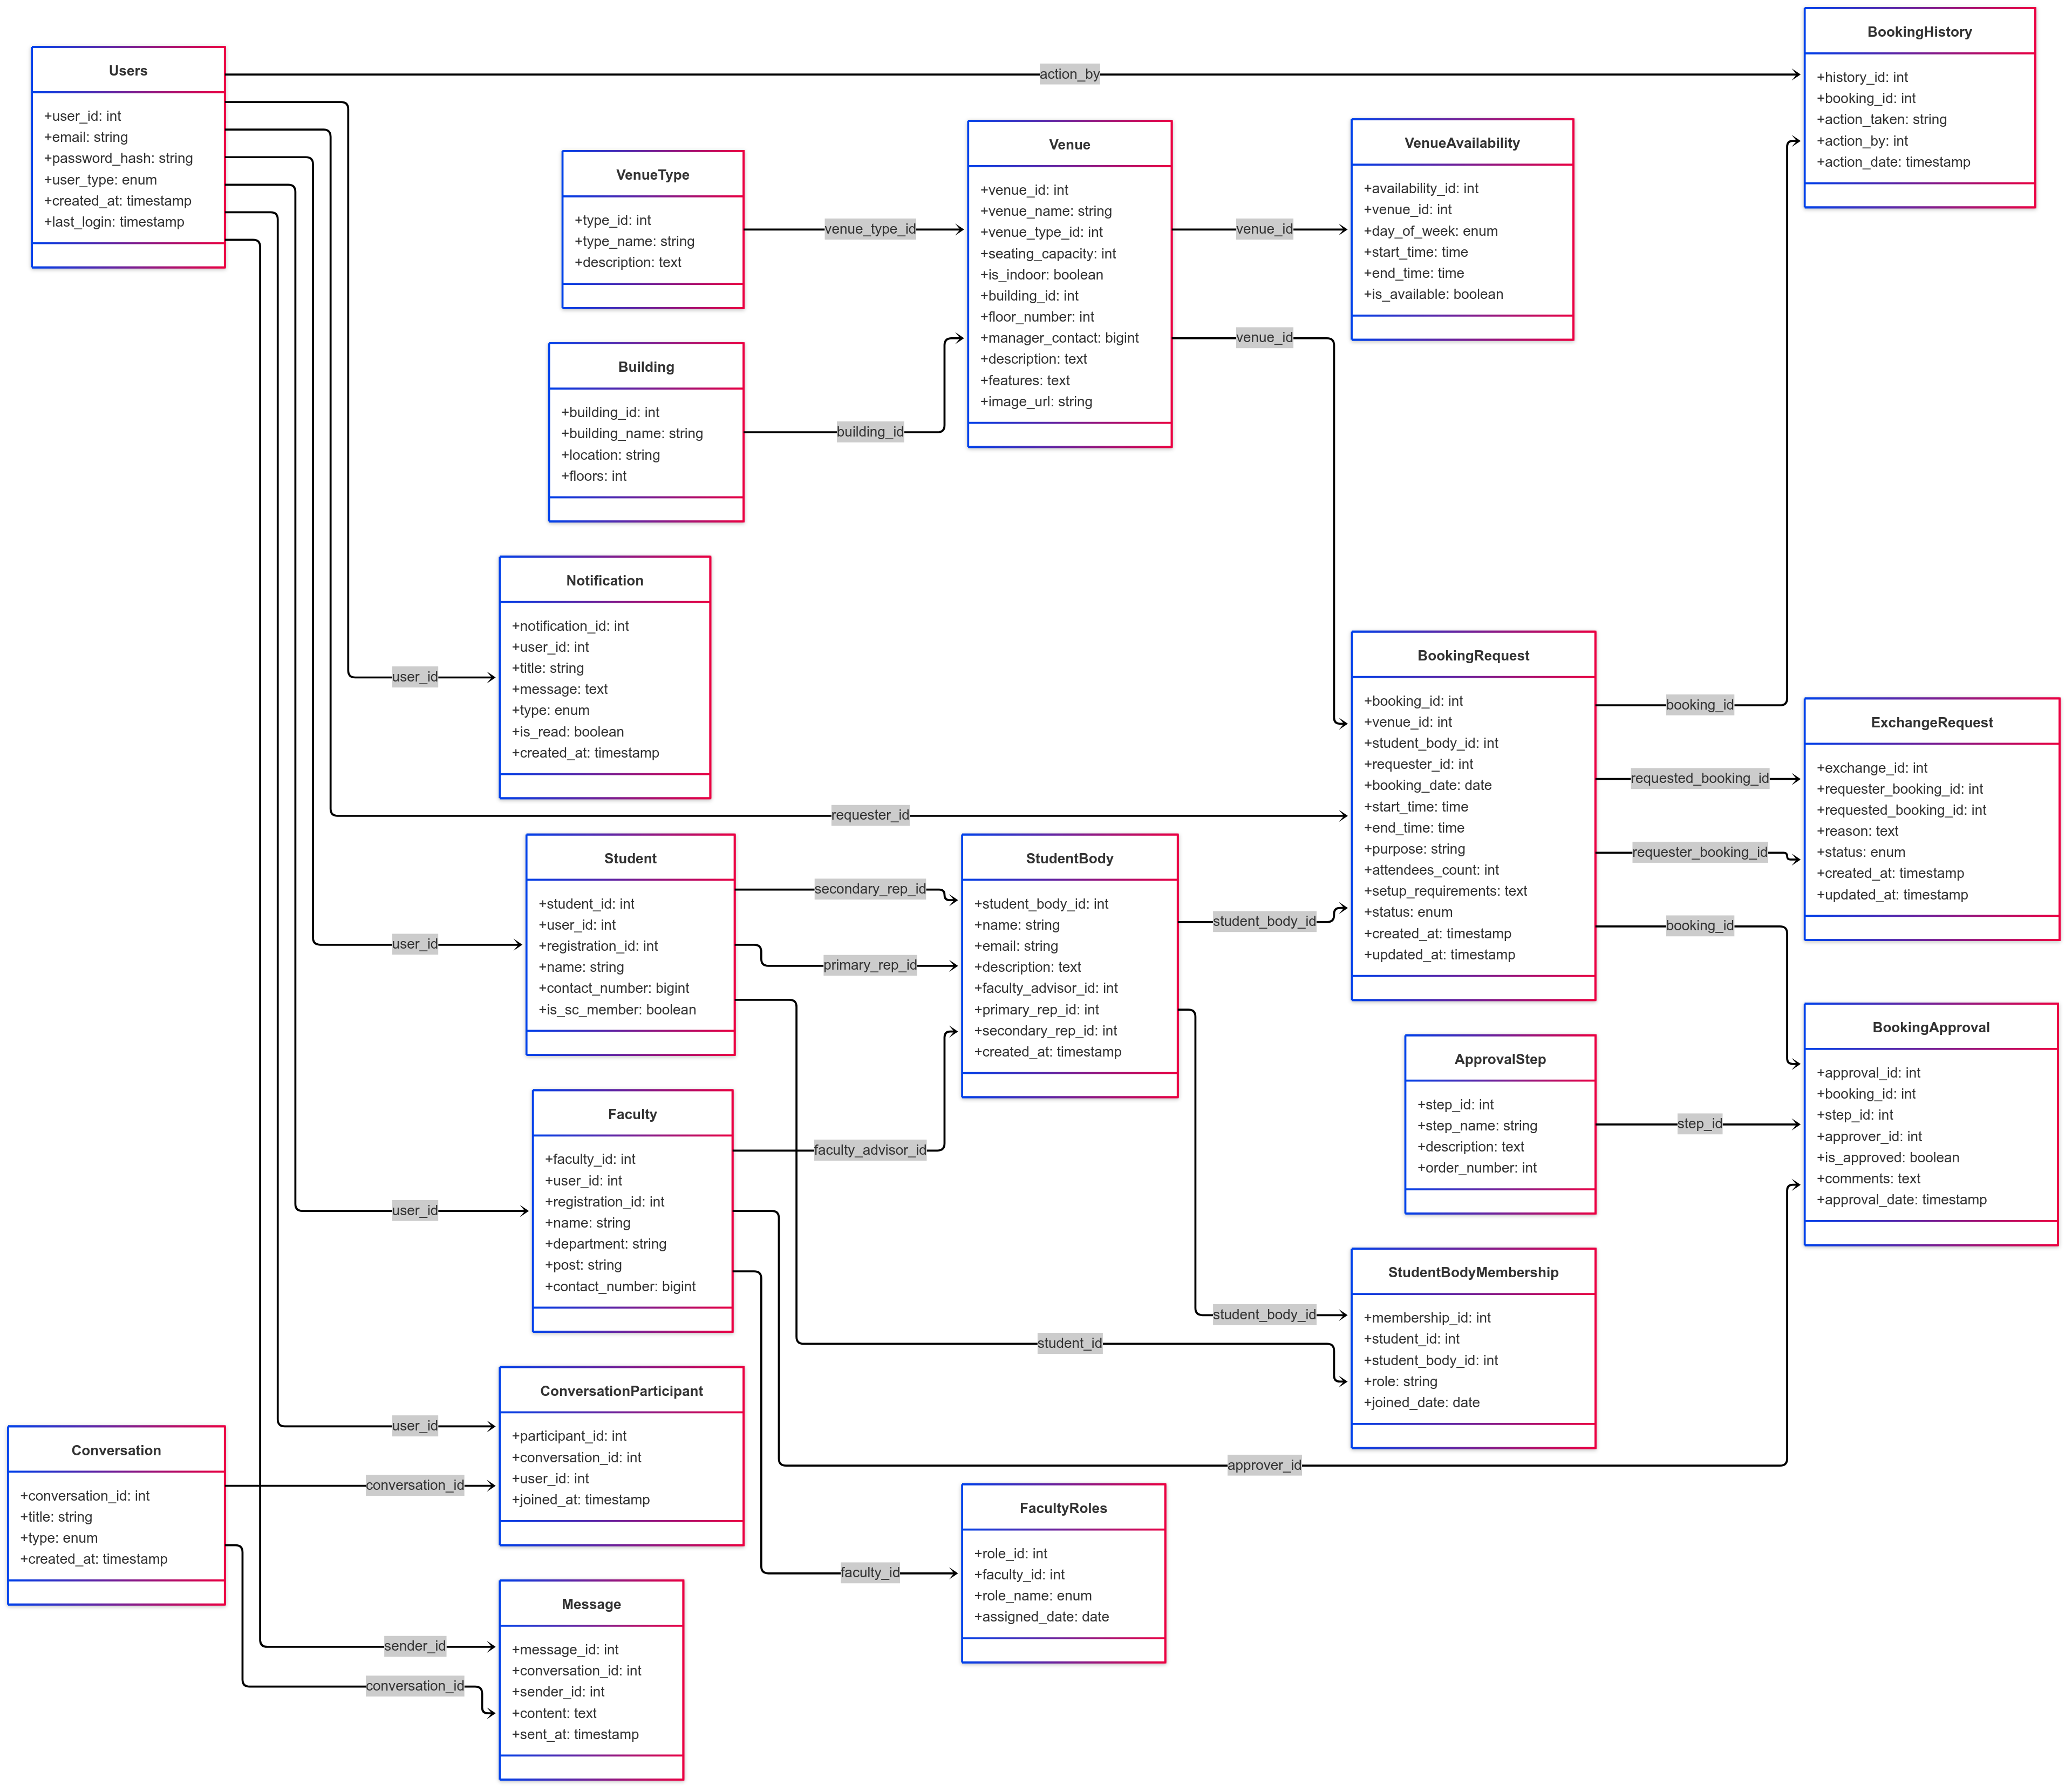 Users
+user_id: int
+email: string
+password_hash: string
+user_type: enum
+created_at: timestamp
+last_login: timestamp
action_by
BookingHistory
+history_id: int
+booking_id: int
+action_taken: string
+action_by: int
+action_date: timestamp
VenueType
+type_id: int
+type_name: string
+description: text
venue_type_id
Venue
+venue_id: int
+venue_name: string
+venue_type_id: int
+seating_capacity: int
+is_indoor: boolean
+building_id: int
+floor_number: int
+manager_contact: bigint
+description: text
+features: text
+image_url: string
venue_id
venue_id
VenueAvailability
+availability_id: int
+venue_id: int
+day_of_week: enum
+start_time: time
+end_time: time
+is_available: boolean
Building
+building_id: int
+building_name: string
+location: string
+floors: int
building_id
Notification
+notification_id: int
+user_id: int
+title: string
+message: text
+type: enum
+is_read: boolean
+created_at: timestamp
user_id
requester_id
BookingRequest
+booking_id: int
+venue_id: int
+student_body_id: int
+requester_id: int
+booking_date: date
+start_time: time
+end_time: time
+purpose: string
+attendees_count: int
+setup_requirements: text
+status: enum
+created_at: timestamp
+updated_at: timestamp
booking_id
requested_booking_id
requester_booking_id
booking_id
ExchangeRequest
+exchange_id: int
+requester_booking_id: int
+requested_booking_id: int
+reason: text
+status: enum
+created_at: timestamp
+updated_at: timestamp
Student
+student_id: int
+user_id: int
+registration_id: int
+name: string
+contact_number: bigint
+is_sc_member: boolean
user_id
secondary_rep_id
primary_rep_id
StudentBody
+student_body_id: int
+name: string
+email: string
+description: text
+faculty_advisor_id: int
+primary_rep_id: int
+secondary_rep_id: int
+created_at: timestamp
student_body_id
ApprovalStep
+step_id: int
+step_name: string
+description: text
+order_number: int
step_id
BookingApproval
+approval_id: int
+booking_id: int
+step_id: int
+approver_id: int
+is_approved: boolean
+comments: text
+approval_date: timestamp
Faculty
+faculty_id: int
+user_id: int
+registration_id: int
+name: string
+department: string
+post: string
+contact_number: bigint
user_id
faculty_advisor_id
student_body_id
student_id
StudentBodyMembership
+membership_id: int
+student_id: int
+student_body_id: int
+role: string
+joined_date: date
approver_id
ConversationParticipant
+participant_id: int
+conversation_id: int
+user_id: int
+joined_at: timestamp
user_id
conversation_id
Conversation
+conversation_id: int
+title: string
+type: enum
+created_at: timestamp
faculty_id
FacultyRoles
+role_id: int
+faculty_id: int
+role_name: enum
+assigned_date: date
sender_id
conversation_id
Message
+message_id: int
+conversation_id: int
+sender_id: int
+content: text
+sent_at: timestamp